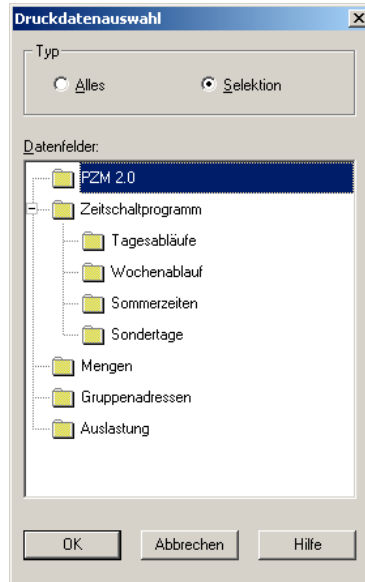 Druckdatenauswahl
Typ
Alles Selektion
Datenfelder:
PZM 2.0
Zeitschaltprogramm
Tagesabläufe
Wochenablauf
Sommerzeiten
Sondertage
Mengen
Gruppenadressen
Auslastung
OK Abbrechen Hilfe